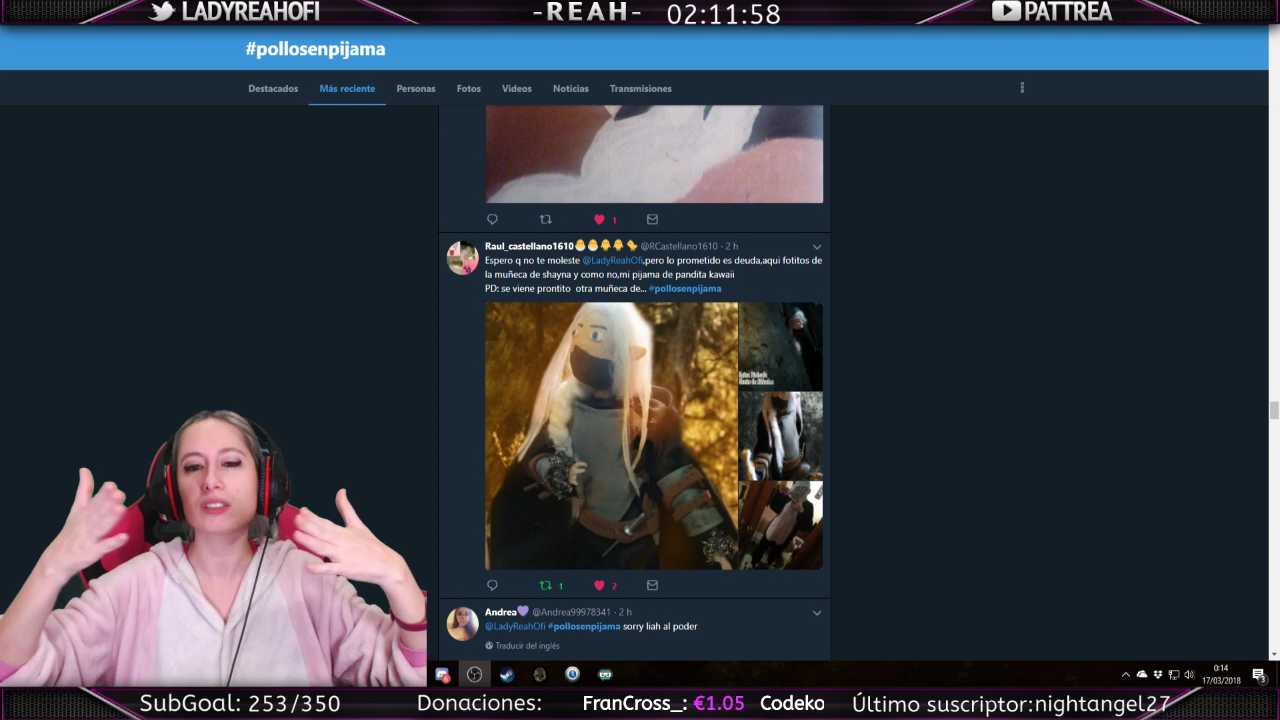 LADYREAHOFI
-REAH-
02:11:58
PATTREA
#pollosenpijama
Destacados
Más reciente
Personas
Fotos
Videos
Noticias
Transmisiones
1
Raul_castellano1610 @RCastellano1610 · 2 h
Espero q no te moleste @LadyReahOfi,pero lo prometido es deuda,aqui fotitos de
la muñeca de shayna y como no,mi pijama de pandita kawaii
PD: se viene prontito otra muñeca de... #pollosenpijama
1
2
Andrea @Andrea99978341 · 2 h
@LadyReahOfi #pollosenpijama sorry liah al poder
Traducir del inglés
0:14
17/03/2018
3
SubGoal: 253/350
Donaciones:
FranCross_: €1.05 Codeko
Último suscriptor:nightangel27